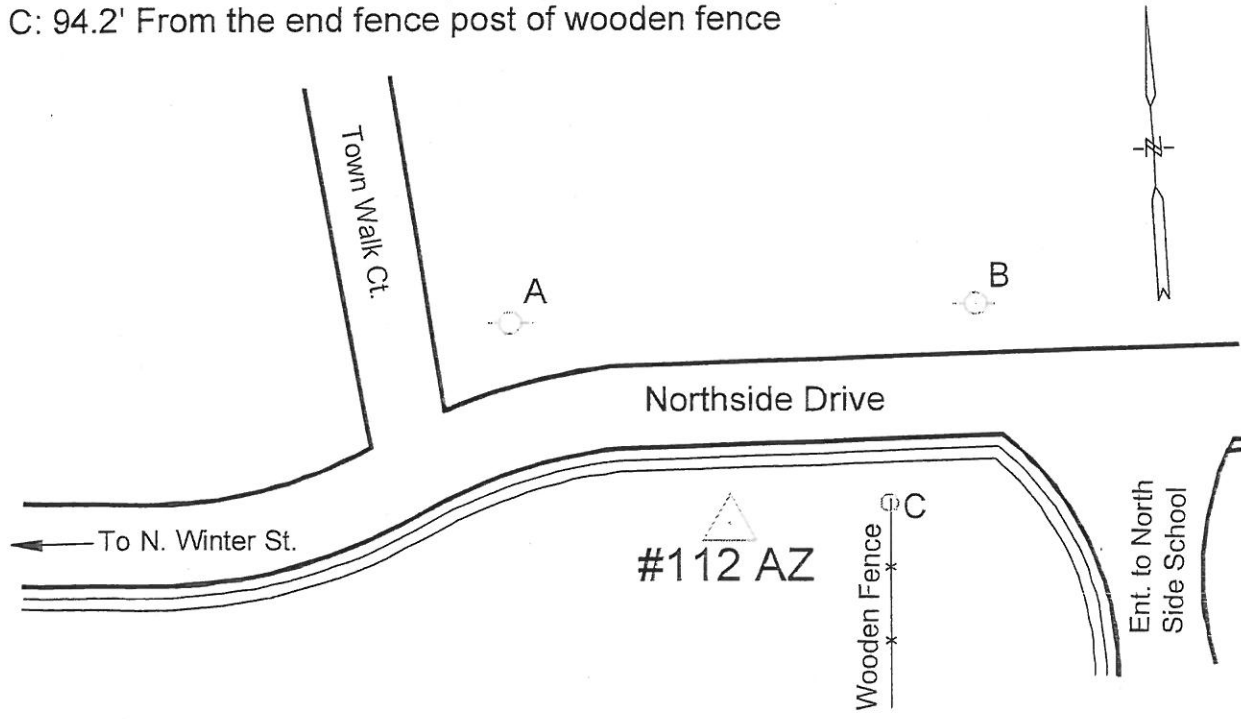 C: 94.2' From the end fence post of wooden fence
Town Walk Ct.
N
A
B
Northside Drive
To N. Winter St.
#112 AZ
C
Wooden Fence
Ent. to North
Side School